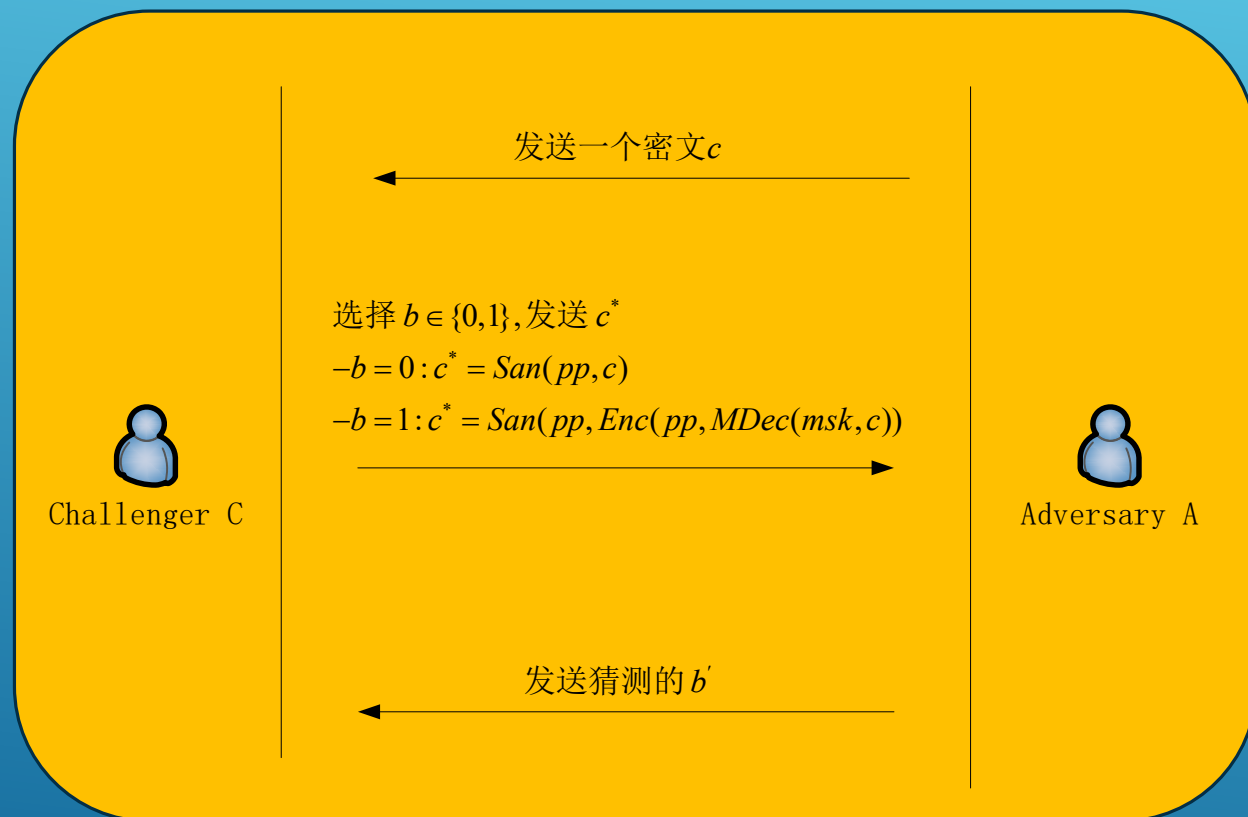 发送一个密文c
选择 b∈{0,1},发送 c*
−b=0:c*=San(pp,c)
−b=1:c*=San(pp,Enc(pp,MDec(msk,c))
Challenger C
Adversary A
发送猜测的 b'